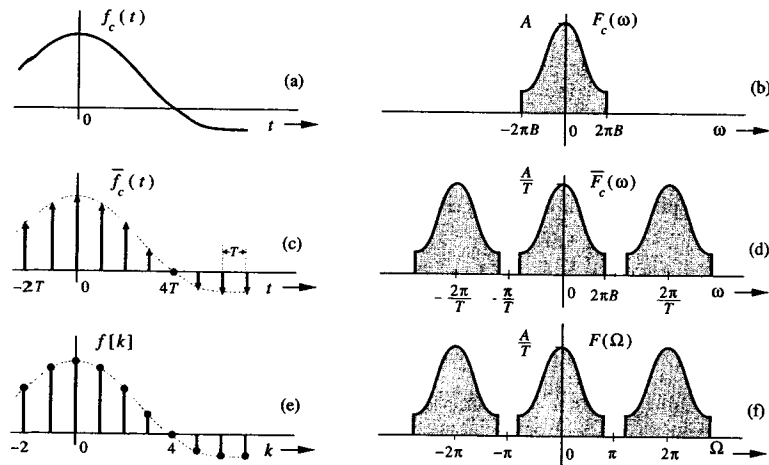 f_c(t)
(a)
0
t
A
F_c(ω)
(b)
−2πB
0
2πB
ω
f̅_c(t)
(c)
T
−2T
0
4T
t
A/T
F̅_c(ω)
(d)
−2π/T
−π/T
0
2πB
2π/T
ω
f[k]
(e)
−2
0
4
k
A/T
F(Ω)
(f)
−2π
−π
0
π
2π
Ω